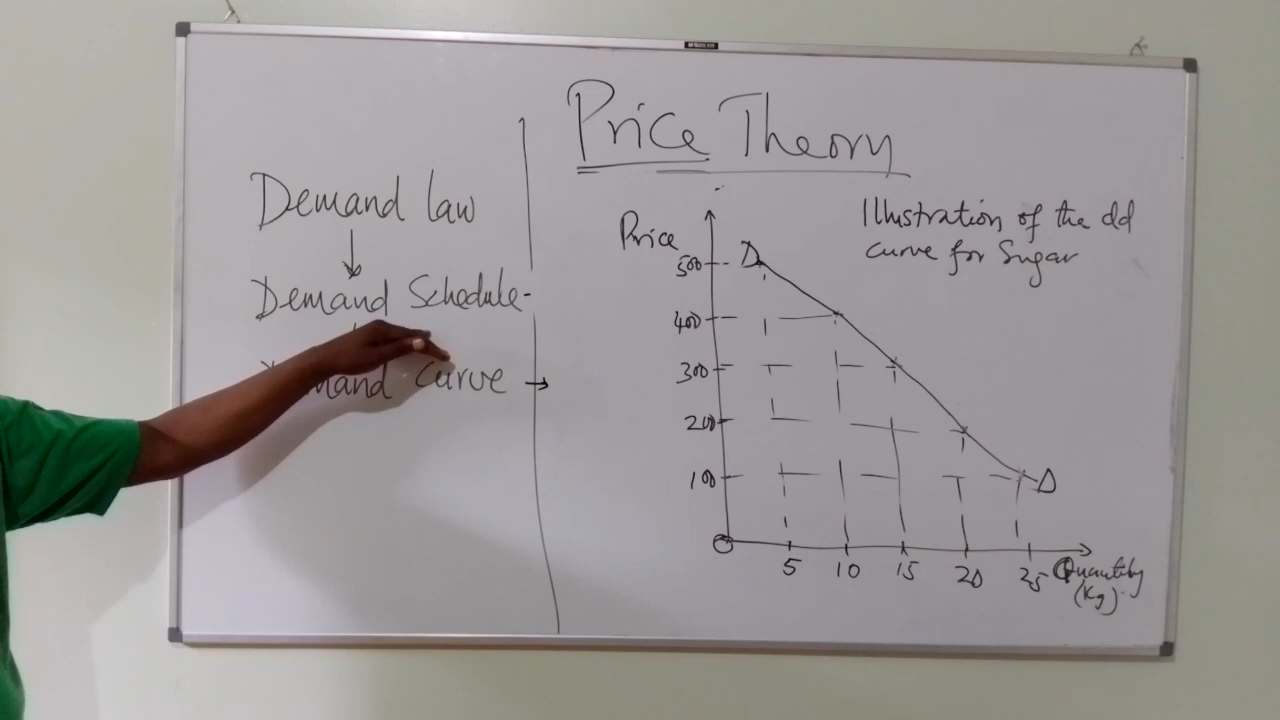 Price Theory
Demand law
Demand Schedule
Demand Curve
Illustration of the dd
curve for Sugar
Price
500
400
300
200
100
D
D
O
5 10 15 20 25
Quantity
(Kg)